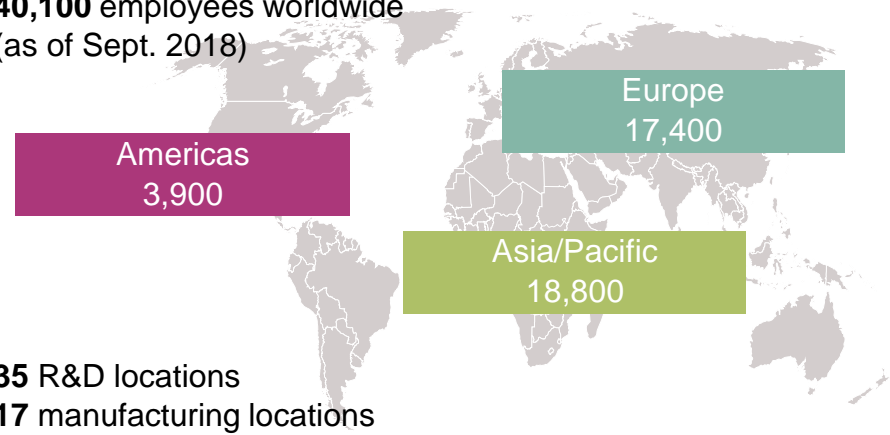 40,100 employees worldwide
(as of Sept. 2018)
Europe
17,400
Americas
3,900
Asia/Pacific
18,800
35 R&D locations
17 manufacturing locations